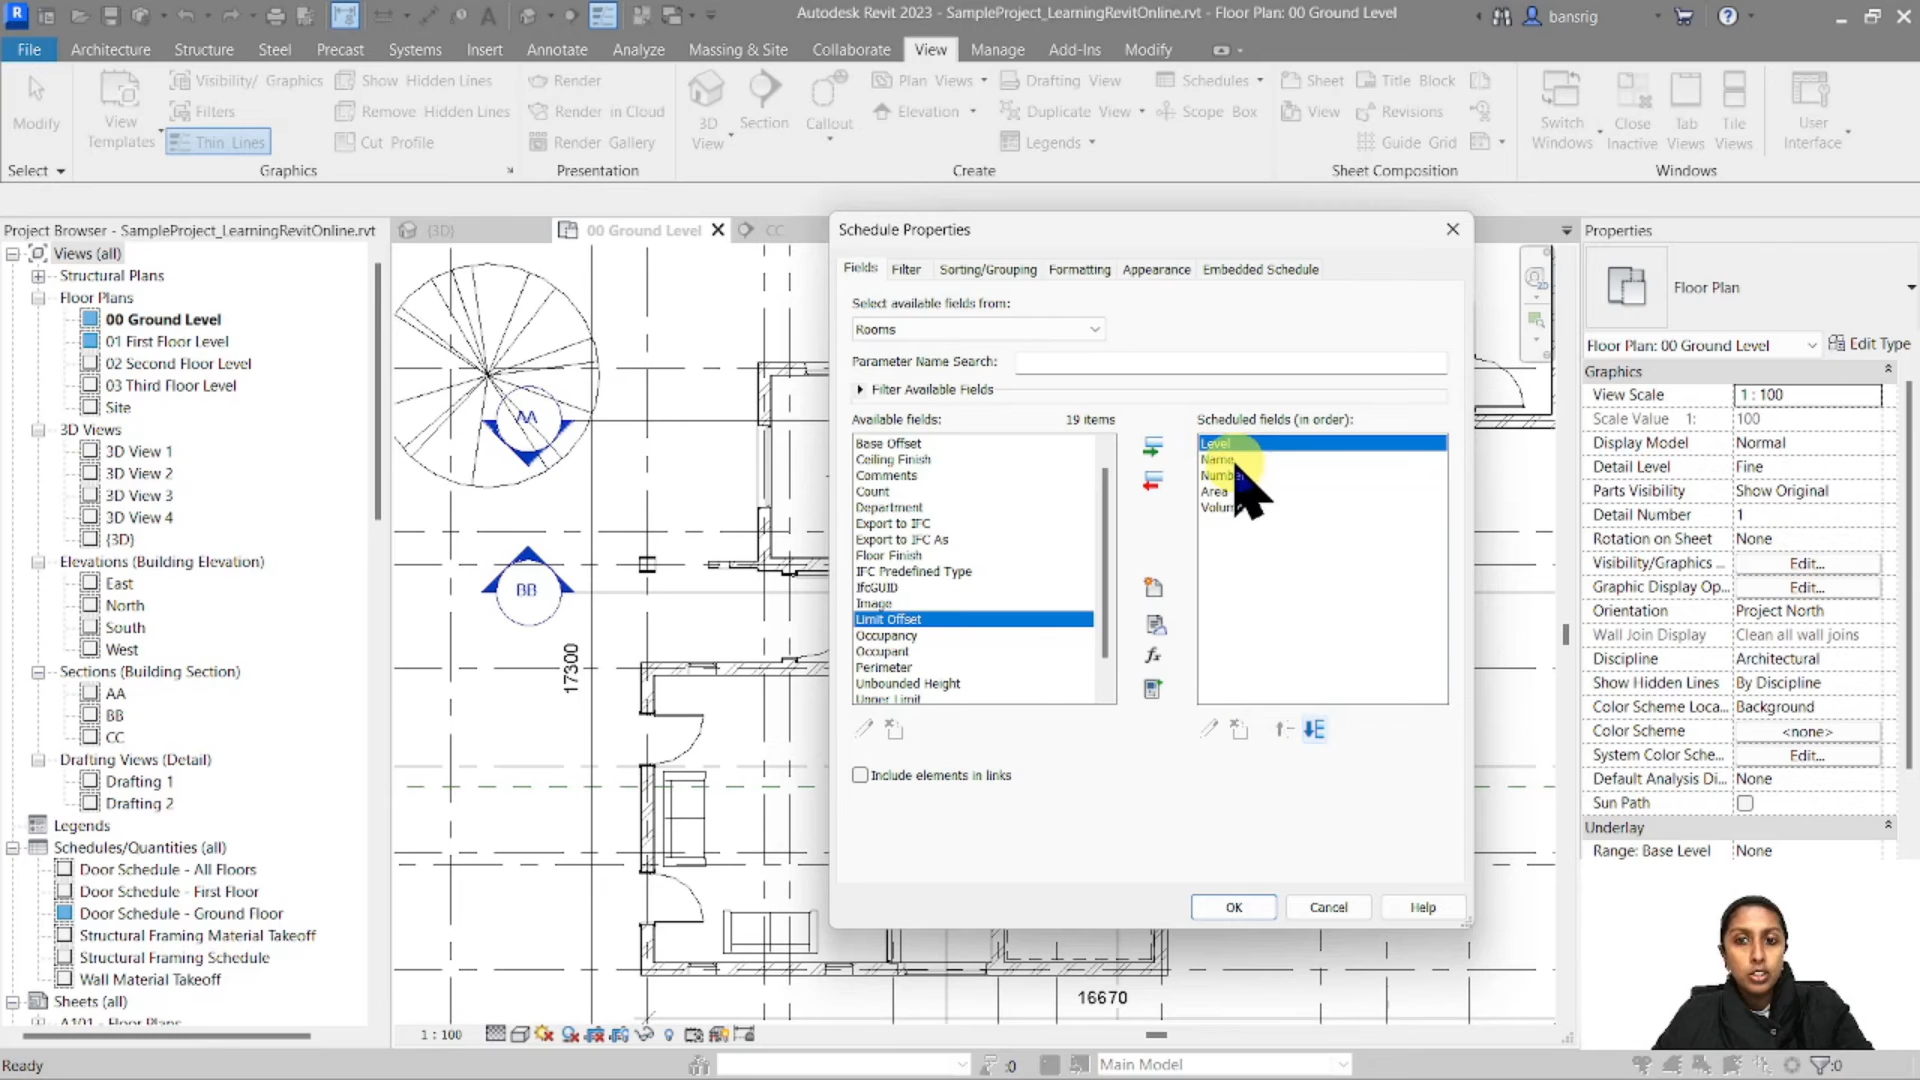 Autodesk Revit 2023 - SampleProject_LearningRevitOnline.rvt - Floor Plan: 00 Ground Level
bansrig
File Architecture Structure Steel Precast Systems Insert Annotate Analyze Massing & Site Collaborate View Manage Add-Ins Modify
Modify
View Templates
Visibility/ Graphics
Filters
Thin Lines
Show Hidden Lines
Remove Hidden Lines
Cut Profile
Render
Render in Cloud
Render Gallery
3D View
Section
Callout
Plan Views
Elevation
Drafting View
Duplicate View
Legends
Schedules
Scope Box
Sheet
View
Title Block
Revisions
Guide Grid
Switch Windows
Close Inactive
Tab Views
Tile Views
User Interface
Select Graphics Presentation Create Sheet Composition Windows
Project Browser - SampleProject_LearningRevitOnline.rvt
Views (all)
Structural Plans
Floor Plans
00 Ground Level
01 First Floor Level
02 Second Floor Level
03 Third Floor Level
Site
3D Views
3D View 1
3D View 2
3D View 3
3D View 4
{3D}
Elevations (Building Elevation)
East
North
South
West
Sections (Building Section)
AA
BB
CC
Drafting Views (Detail)
Drafting 1
Drafting 2
Legends
Schedules/Quantities (all)
Door Schedule - All Floors
Door Schedule - First Floor
Door Schedule - Ground Floor
Structural Framing Material Takeoff
Structural Framing Schedule
Wall Material Takeoff
Sheets (all)
A101 - Floor Plans
{3D}
00 Ground Level
CC
AA
BB
17300
16670
Schedule Properties
Fields Filter Sorting/Grouping Formatting Appearance Embedded Schedule
Select available fields from:
Rooms
Parameter Name Search:
Filter Available Fields
Available fields: 19 items
Base Offset
Ceiling Finish
Comments
Count
Department
Export to IFC
Export to IFC As
Floor Finish
IFC Predefined Type
IfcGUID
Image
Limit Offset
Occupancy
Occupant
Perimeter
Unbounded Height
Upper Limit
Scheduled fields (in order):
Level
Name
Number
Area
Volume
fx
Include elements in links
OK Cancel Help
Properties
Floor Plan
Floor Plan: 00 Ground Level Edit Type
Graphics
View Scale 1 : 100
Scale Value 1: 100
Display Model Normal
Detail Level Fine
Parts Visibility Show Original
Detail Number 1
Rotation on Sheet None
Visibility/Graphics ... Edit...
Graphic Display Op... Edit...
Orientation Project North
Wall Join Display Clean all wall joins
Discipline Architectural
Show Hidden Lines By Discipline
Color Scheme Loca... Background
Color Scheme <none>
System Color Sche... Edit...
Default Analysis Di... None
Sun Path
Underlay
Range: Base Level None
1 : 100
Ready
:0
Main Model
:0